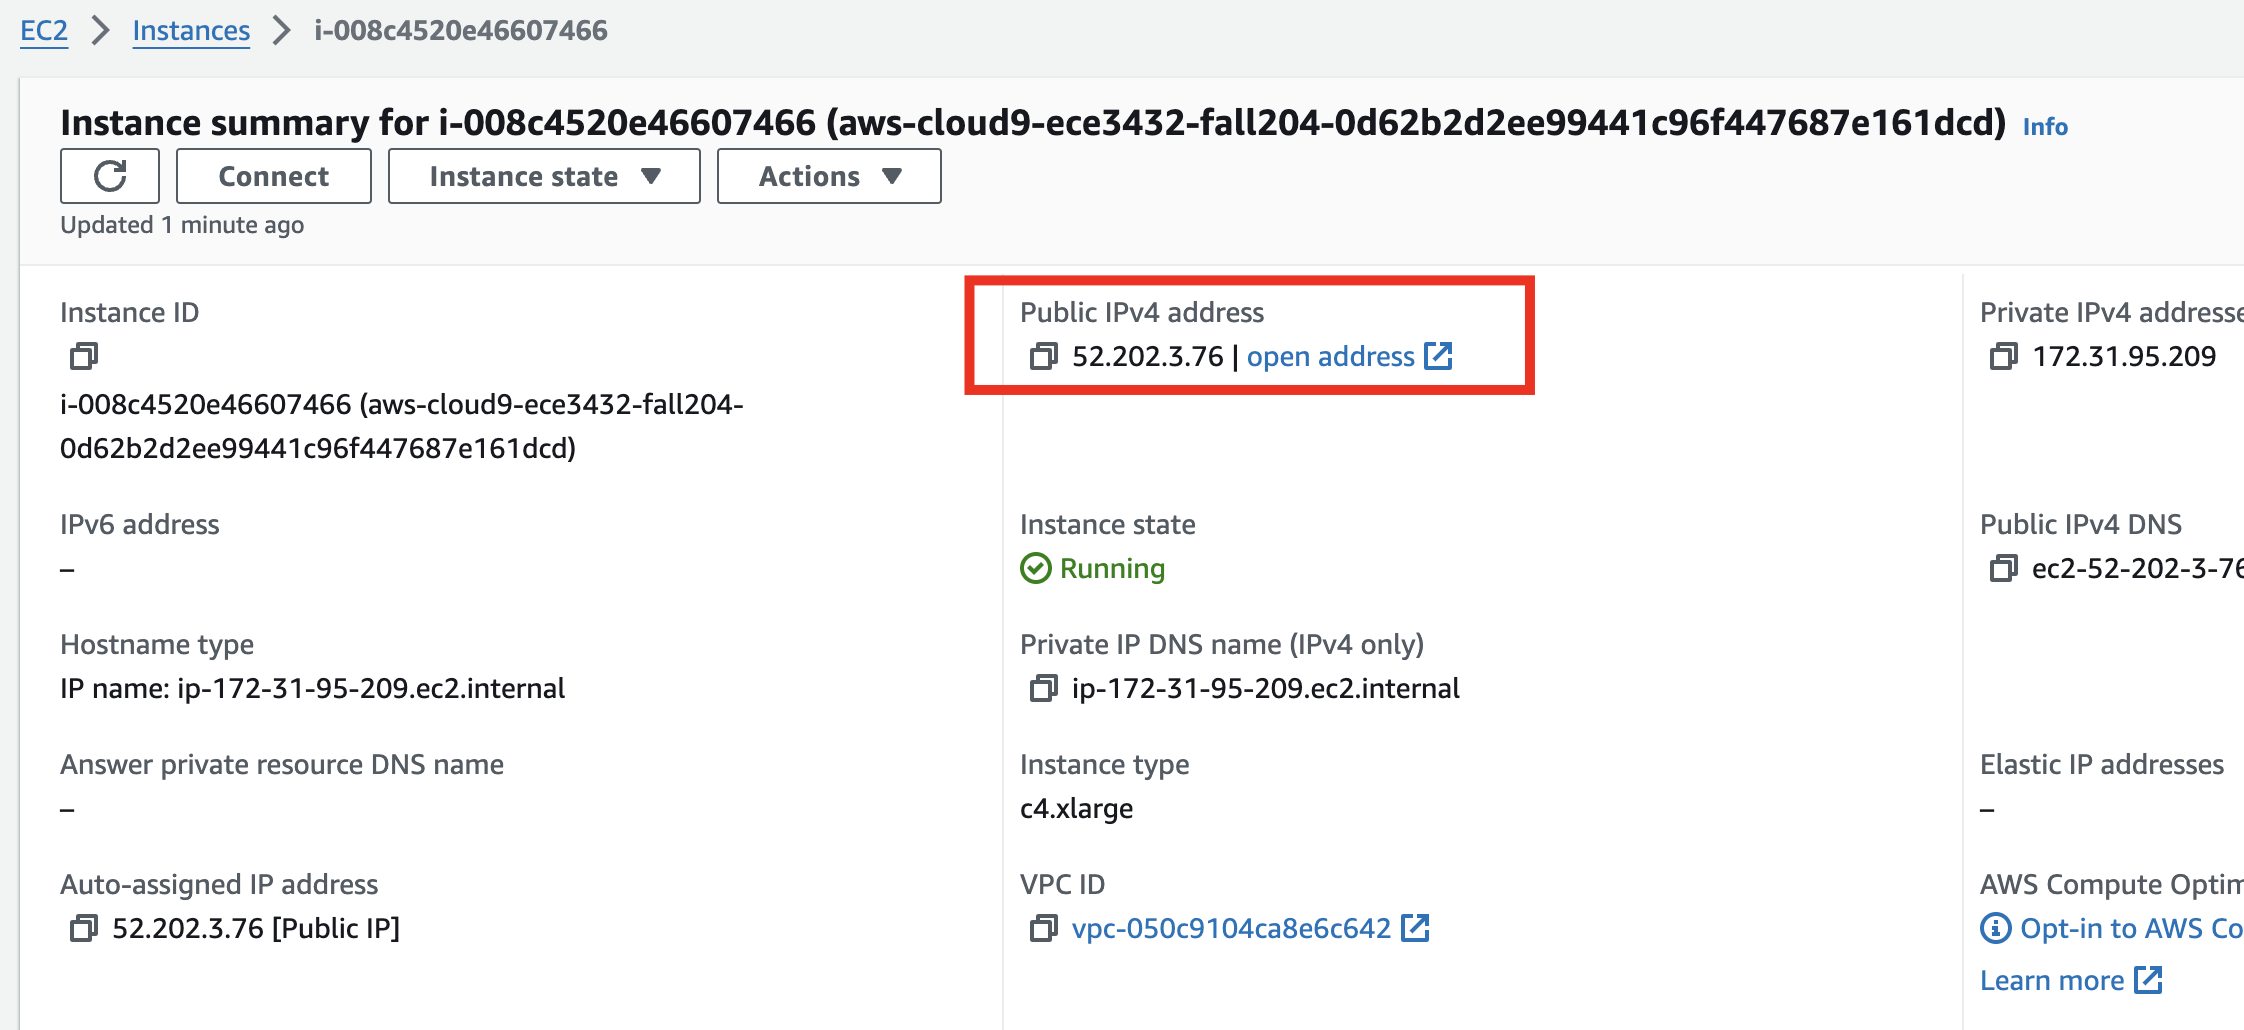 EC2 > Instances > i-008c4520e46607466
Instance summary for i-008c4520e46607466 (aws-cloud9-ece3432-fall204-0d62b2d2ee99441c96f447687e161dcd) Info
Connect Instance state ▼ Actions ▼
Updated 1 minute ago
Instance ID
i-008c4520e46607466 (aws-cloud9-ece3432-fall204-
0d62b2d2ee99441c96f447687e161dcd)
Public IPv4 address
52.202.3.76 | open address
Private IPv4 addresse
172.31.95.209
IPv6 address
–
Instance state
Running
Public IPv4 DNS
ec2-52-202-3-76
Hostname type
IP name: ip-172-31-95-209.ec2.internal
Private IP DNS name (IPv4 only)
ip-172-31-95-209.ec2.internal
Answer private resource DNS name
–
Instance type
c4.xlarge
Elastic IP addresses
–
Auto-assigned IP address
52.202.3.76 [Public IP]
VPC ID
vpc-050c9104ca8e6c642
AWS Compute Optim
Opt-in to AWS Co
Learn more